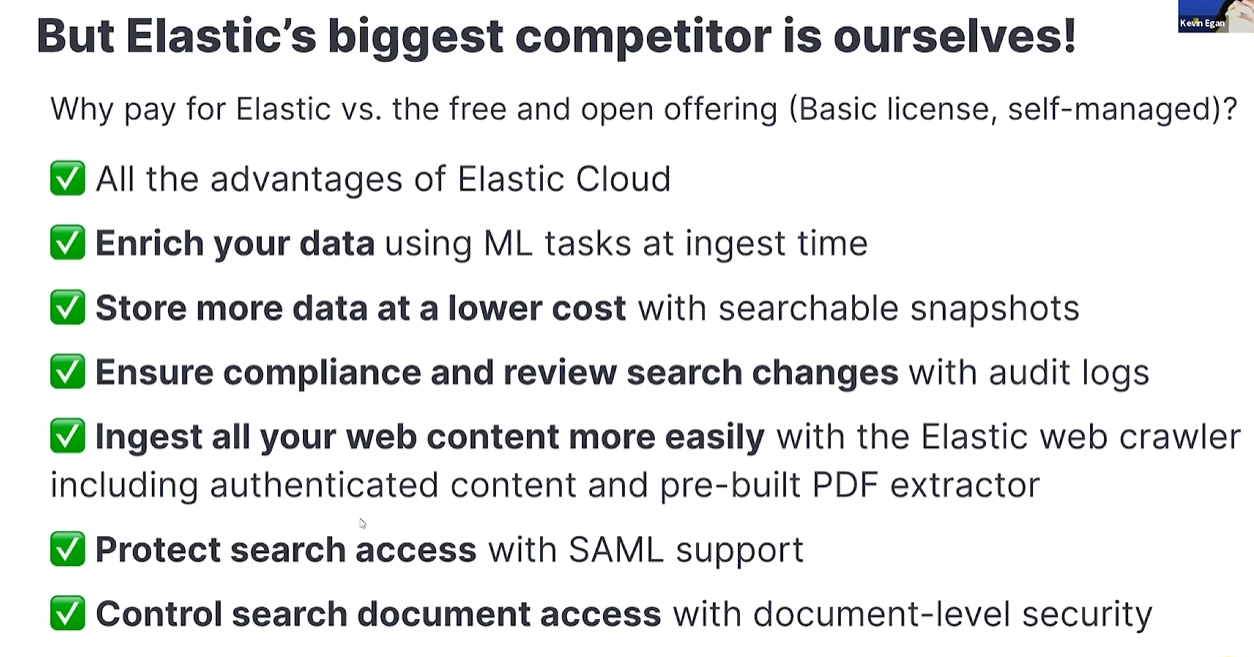 But Elastic’s biggest competitor is ourselves!
Kevin Egan
Why pay for Elastic vs. the free and open offering (Basic license, self-managed)?
✅ All the advantages of Elastic Cloud
✅ Enrich your data using ML tasks at ingest time
✅ Store more data at a lower cost with searchable snapshots
✅ Ensure compliance and review search changes with audit logs
✅ Ingest all your web content more easily with the Elastic web crawler
including authenticated content and pre-built PDF extractor
✅ Protect search access with SAML support
✅ Control search document access with document-level security